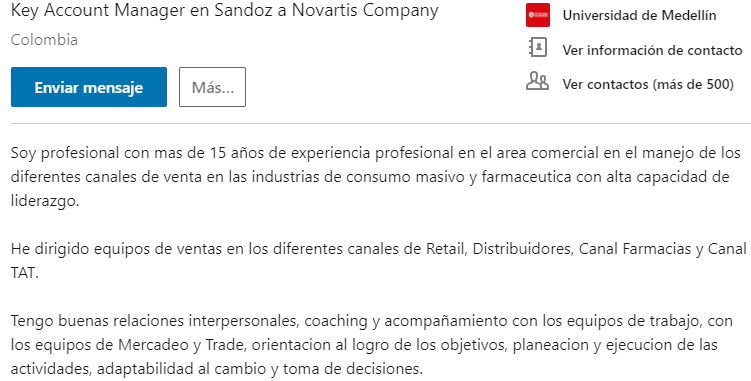 Key Account Manager en Sandoz a Novartis Company
Colombia
Enviar mensaje
Más...
Universidad de Medellín
Ver información de contacto
Ver contactos (más de 500)
Soy profesional con mas de 15 años de experiencia profesional en el area comercial en el manejo de los
diferentes canales de venta en las industrias de consumo masivo y farmaceutica con alta capacidad de
liderazgo.
He dirigido equipos de ventas en los diferentes canales de Retail, Distribuidores, Canal Farmacias y Canal
TAT.
Tengo buenas relaciones interpersonales, coaching y acompañamiento con los equipos de trabajo, con
los equipos de Mercadeo y Trade, orientacion al logro de los objetivos, planeacion y ejecucion de las
actividades, adaptabilidad al cambio y toma de decisiones.